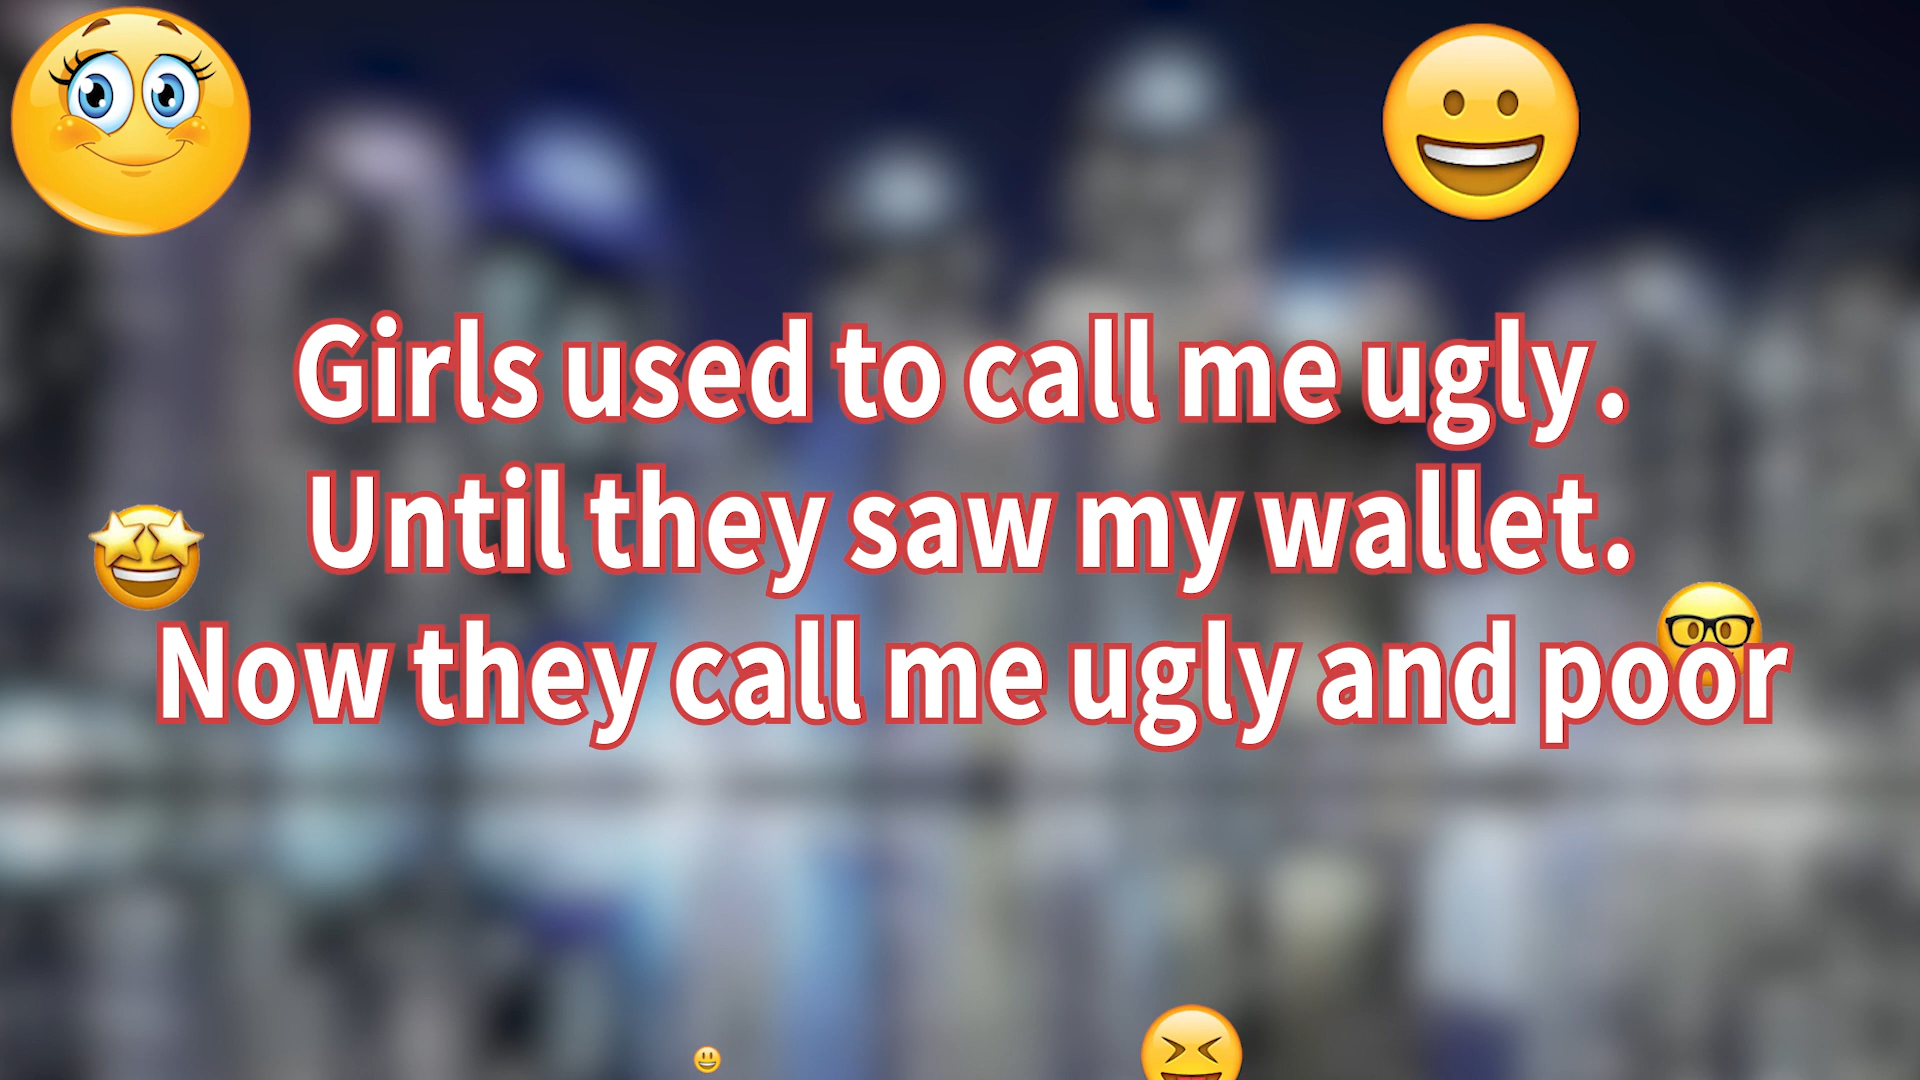 Girls used to call me ugly.
Until they saw my wallet.
Now they call me ugly and poor